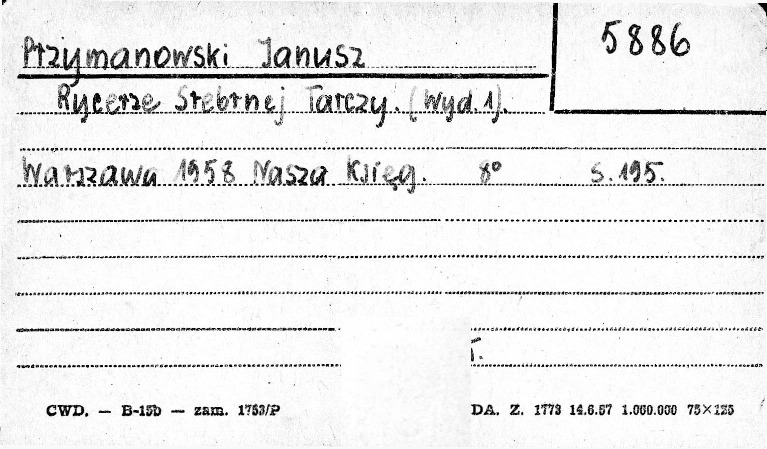 Przymanowski Janusz
5886
Rycerze Srebrnej Tarczy. (Wyd. 1).
Warszawa 1958 Nasza Księg. 8° s. 195.
T.
CWD. — B-15b — zam. 1753/P
DA. Z. 1773 14.6.57 1.000.000 75×125